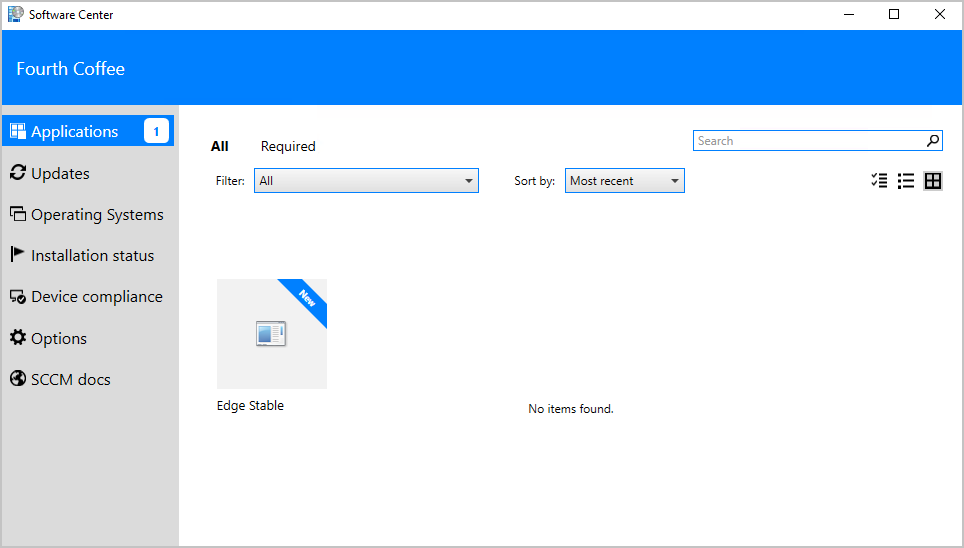 Software Center
Fourth Coffee
Applications 1
Updates
Operating Systems
Installation status
Device compliance
Options
SCCM docs
All Required
Search
Filter: All Sort by: Most recent
New
Edge Stable
No items found.